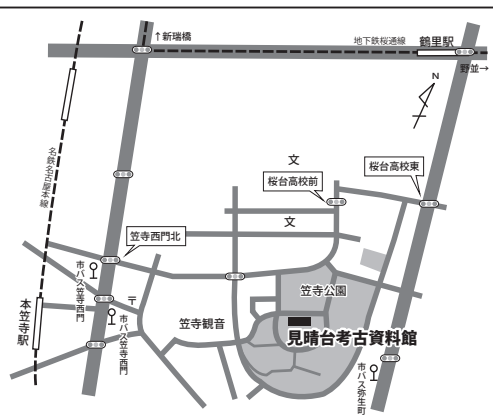 ↑新瑞橋
地下鉄桜通線
鶴里駅
野並→
N
名鉄名古屋本線
文
桜台高校前
桜台高校東
文
笠寺西門北
市バス笠寺西門
笠寺公園
本笠寺駅
〒
市バス笠寺西門
笠寺観音
見晴台考古資料館
市バス弥生町